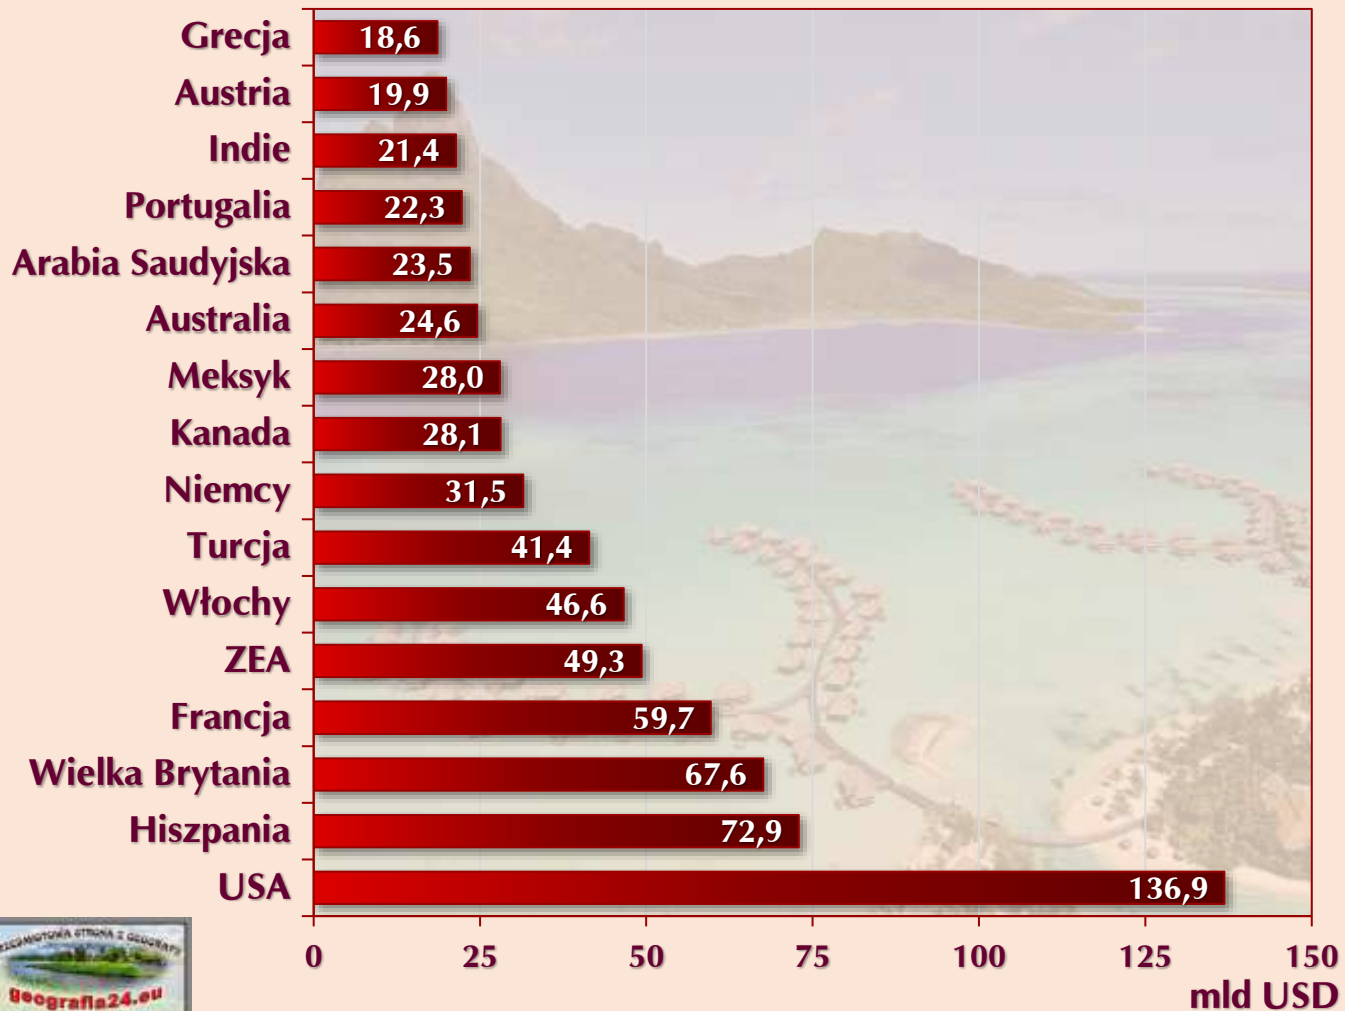 Grecja 18,6
Austria 19,9
Indie 21,4
Portugalia 22,3
Arabia Saudyjska 23,5
Australia 24,6
Meksyk 28,0
Kanada 28,1
Niemcy 31,5
Turcja 41,4
Włochy 46,6
ZEA 49,3
Francja 59,7
Wielka Brytania 67,6
Hiszpania 72,9
USA 136,9
0 25 50 75 100 125 150
mld USD
STRONA Z
geografia24.eu